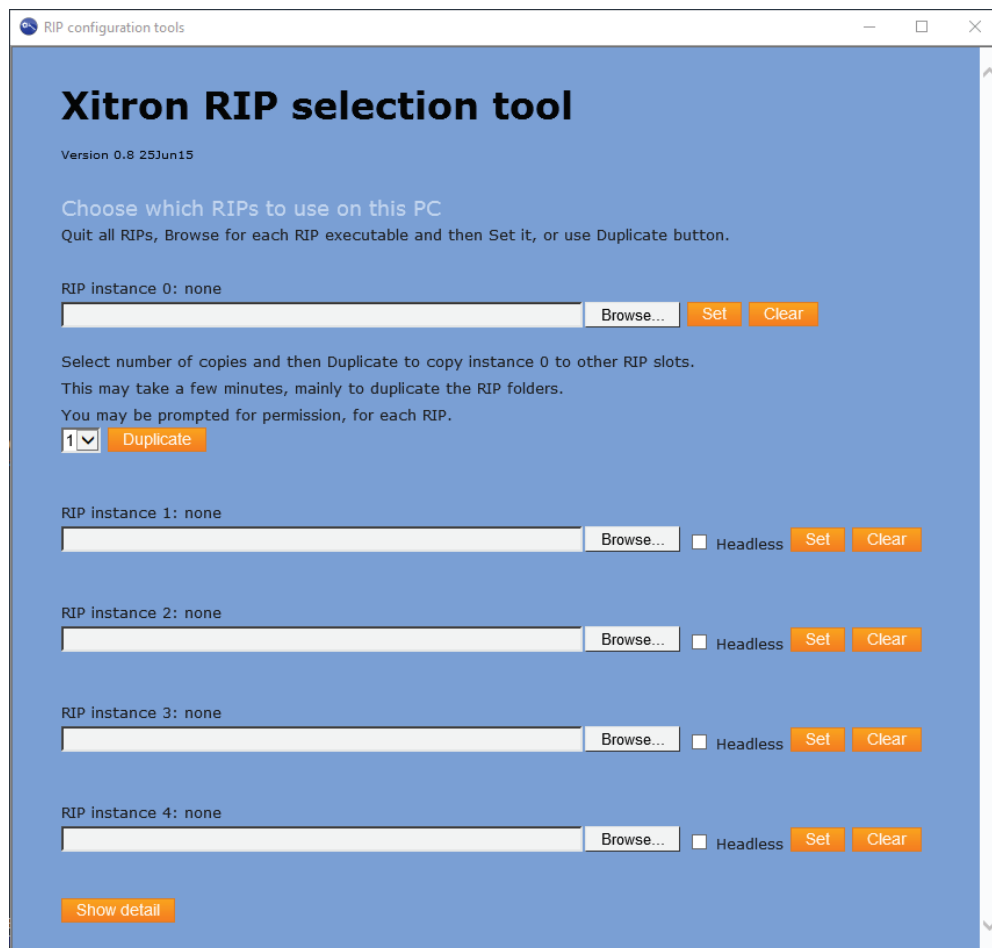 RIP configuration tools
Xitron RIP selection tool
Version 0.8 25Jun15
Choose which RIPs to use on this PC
Quit all RIPs, Browse for each RIP executable and then Set it, or use Duplicate button.
RIP instance 0: none
Browse... Set Clear
Select number of copies and then Duplicate to copy instance 0 to other RIP slots.
This may take a few minutes, mainly to duplicate the RIP folders.
You may be prompted for permission, for each RIP.
1 Duplicate
RIP instance 1: none
Browse... Headless Set Clear
RIP instance 2: none
Browse... Headless Set Clear
RIP instance 3: none
Browse... Headless Set Clear
RIP instance 4: none
Browse... Headless Set Clear
Show detail